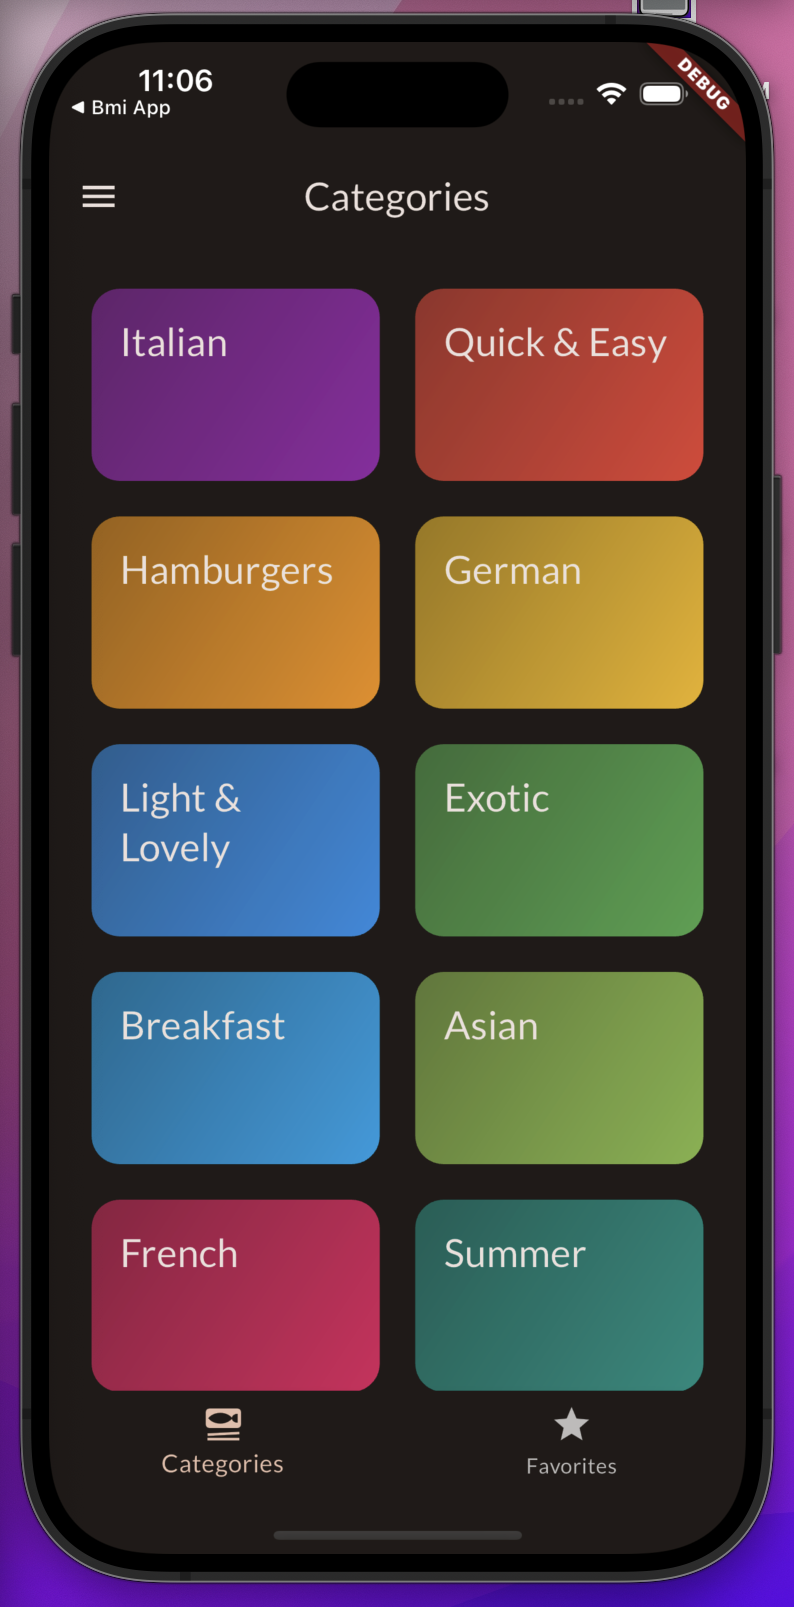 11:06
◀ Bmi App
DEBUG
Categories
Italian
Quick & Easy
Hamburgers
German
Light &
Lovely
Exotic
Breakfast
Asian
French
Summer
Categories
Favorites